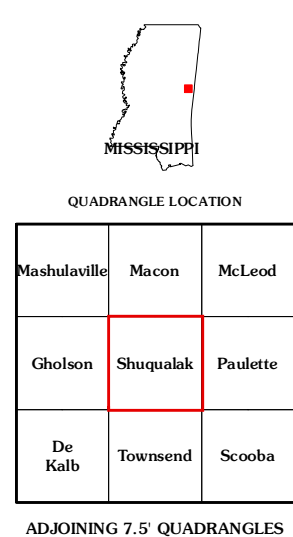 MISSISSIPPI
QUADRANGLE LOCATION
Mashulaville Macon McLeod
Gholson Shuqualak Paulette
De
Kalb Townsend Scooba
ADJOINING 7.5' QUADRANGLES